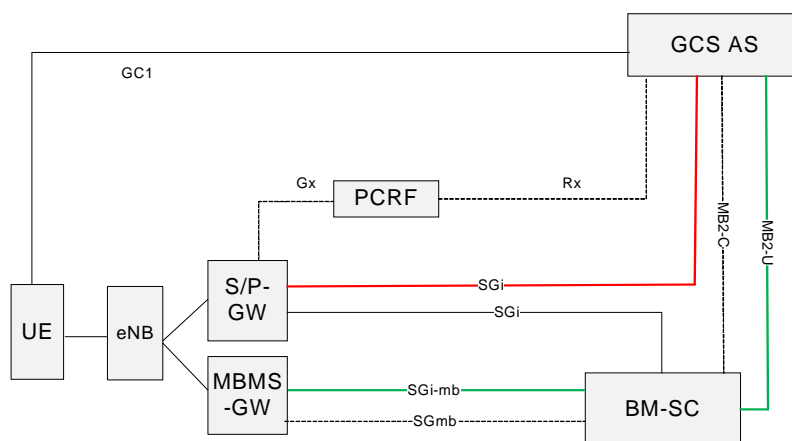 GCS AS
GC1
Gx
PCRF
Rx
MB2-C
MB2-U
S/P-
GW
SGi
SGi
UE
eNB
MBMS
-GW
SGi-mb
SGmb
BM-SC